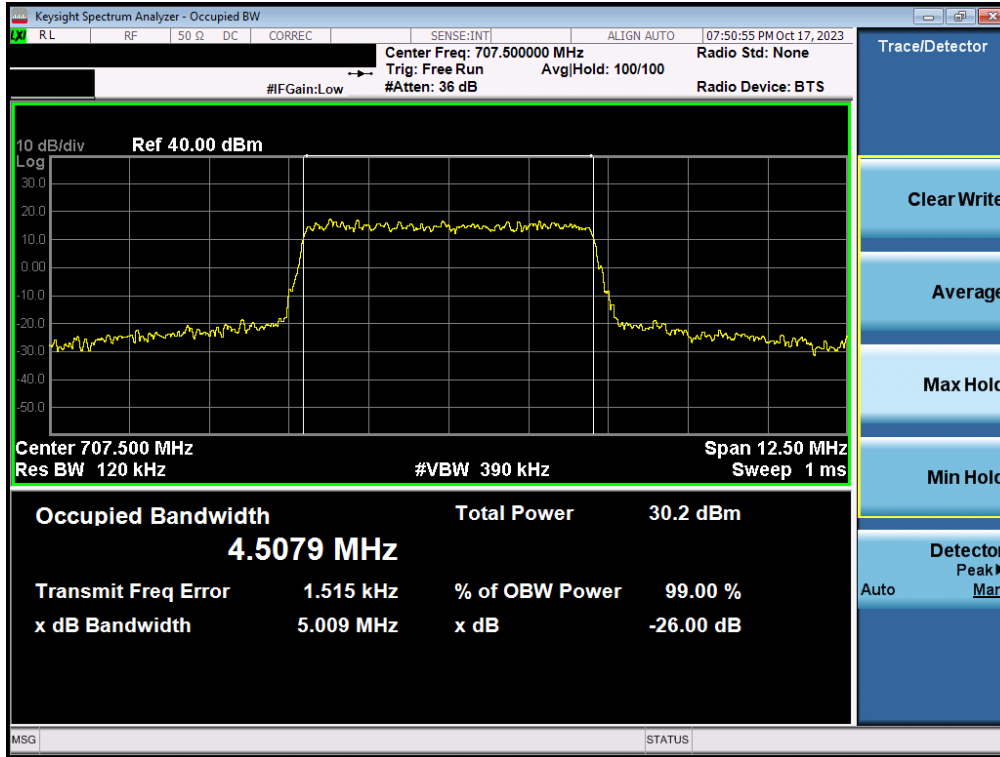 Keysight Spectrum Analyzer - Occupied BW
LXI RL RF 50 Ω DC CORREC SENSE:INT ALIGN AUTO 07:50:55 PM Oct 17, 2023
Center Freq: 707.500000 MHz Radio Std: None
Trig: Free Run Avg|Hold: 100/100
#IFGain:Low #Atten: 36 dB Radio Device: BTS
Trace/Detector
10 dB/div Ref 40.00 dBm
Log
30.0
20.0
10.0
0.00
-10.0
-20.0
-30.0
-40.0
-50.0
Center 707.500 MHz Span 12.50 MHz
Res BW 120 kHz #VBW 390 kHz Sweep 1 ms
Occupied Bandwidth Total Power 30.2 dBm
4.5079 MHz
Transmit Freq Error 1.515 kHz % of OBW Power 99.00 %
x dB Bandwidth 5.009 MHz x dB -26.00 dB
Clear Write
Average
Max Hold
Min Hold
Detector
Peak▶
Auto Man
MSG STATUS